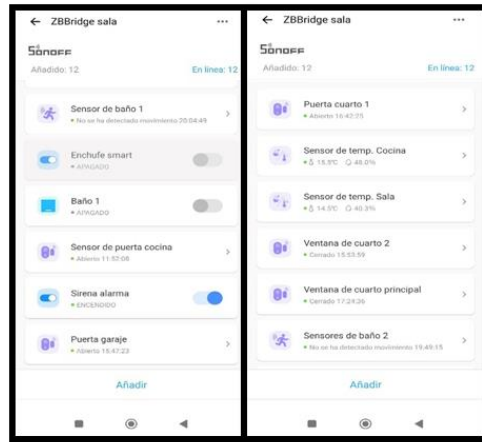 ZBBridge sala
SONOFF
Añadido: 12
En línea: 12
Sensor de baño 1
No se ha detectado movimiento 20:04:49
Enchufe smart
APAGADO
Baño 1
APAGADO
Sensor de puerta cocina
Abierto 11:52:08
Sirena alarma
ENCENDIDO
Puerta garaje
Abierto 15:47:23
Añadir
ZBBridge sala
SONOFF
Añadido: 12
En línea: 12
Puerta cuarto 1
Abierto 16:42:25
Sensor de temp. Cocina
15.5°C 48.0%
Sensor de temp. Sala
14.5°C 40.3%
Ventana de cuarto 2
Cerrado 15:53:59
Ventana de cuarto principal
Cerrado 17:24:36
Sensores de baño 2
No se ha detectado movimiento 19:49:15
Añadir